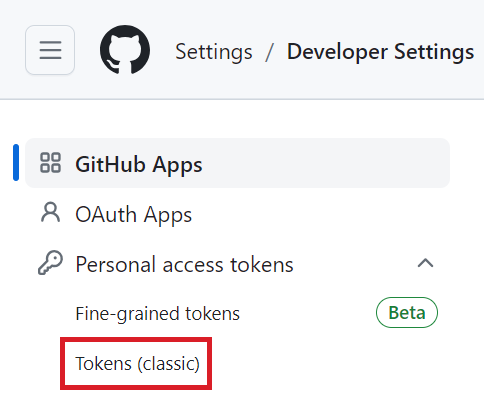 Settings / Developer Settings
GitHub Apps
OAuth Apps
Personal access tokens
Fine-grained tokens Beta
Tokens (classic)